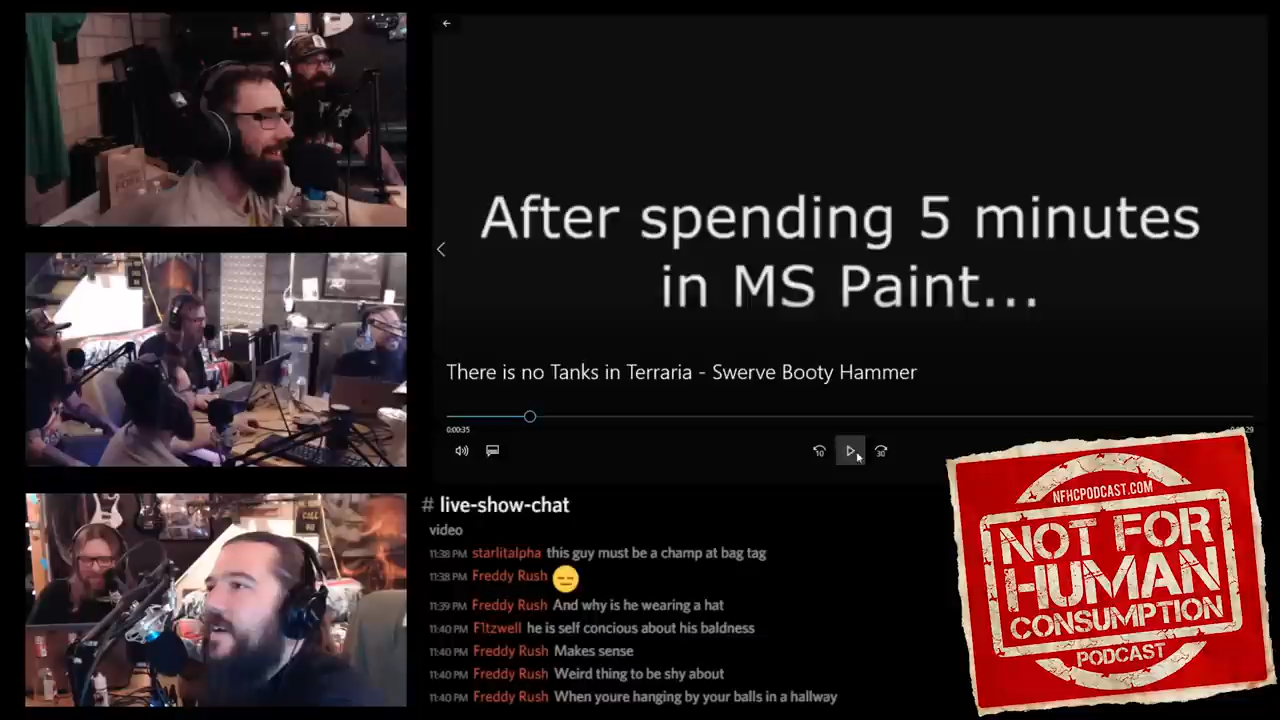 After spending 5 minutes
in MS Paint...
There is no Tanks in Terraria - Swerve Booty Hammer
0:00:35
10
30
# live-show-chat
video
11:38 PM starlitalpha this guy must be a champ at bag tag
11:38 PM Freddy Rush 😑
11:39 PM Freddy Rush And why is he wearing a hat
11:40 PM F1tzwell he is self concious about his baldness
11:40 PM Freddy Rush Makes sense
11:40 PM Freddy Rush Weird thing to be shy about
11:40 PM Freddy Rush When youre hanging by your balls in a hallway
NFHCPODCAST.COM
NOT FOR
HUMAN
CONSUMPTION
PODCAST